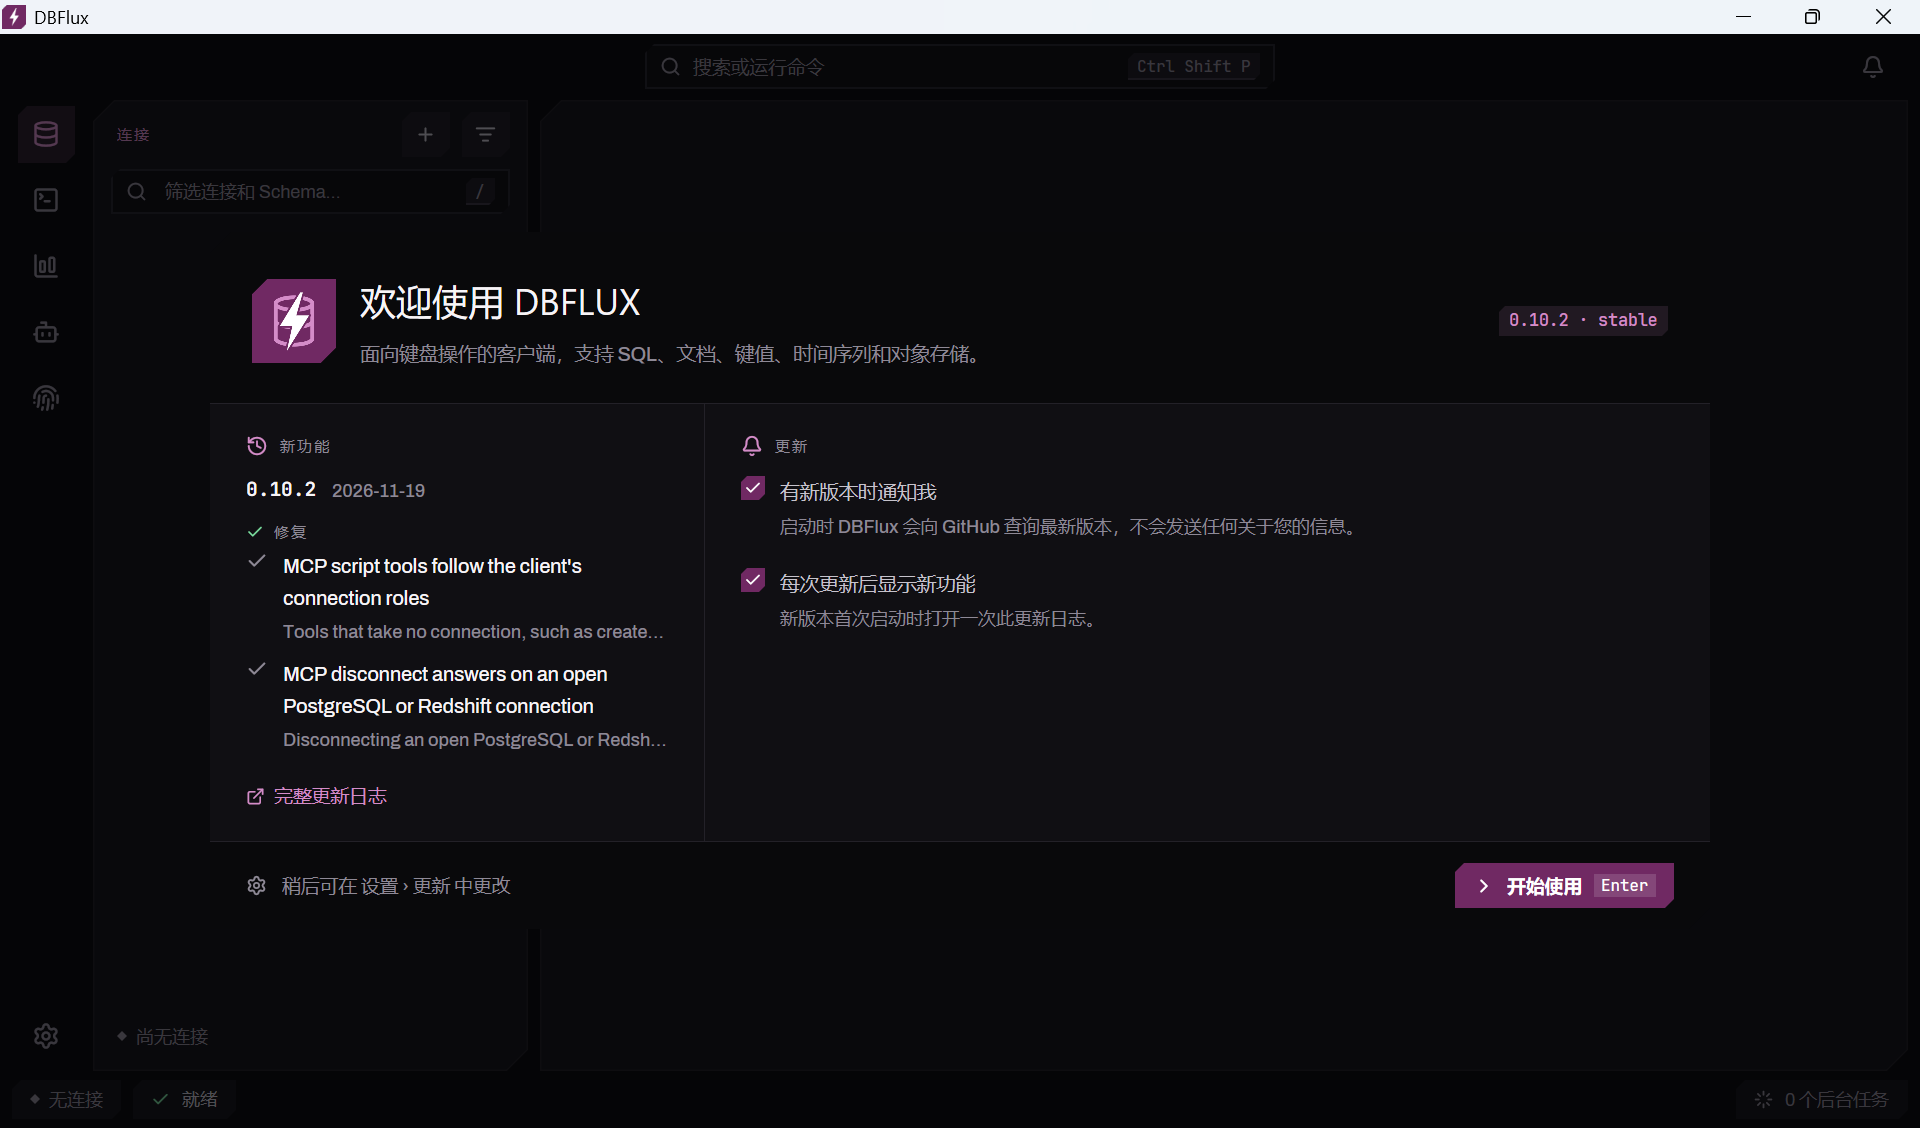 DBFlux
搜索或运行命令
Ctrl Shift P
连接
筛选连接和 Schema...
/
欢迎使用 DBFLUX
面向键盘操作的客户端，支持 SQL、文档、键值、时间序列和对象存储。
0.10.2 · stable
新功能
0.10.2 2026-11-19
修复
MCP script tools follow the client's
connection roles
Tools that take no connection, such as create...
MCP disconnect answers on an open
PostgreSQL or Redshift connection
Disconnecting an open PostgreSQL or Redsh...
完整更新日志
更新
有新版本时通知我
启动时 DBFlux 会向 GitHub 查询最新版本，不会发送任何关于您的信息。
每次更新后显示新功能
新版本首次启动时打开一次此更新日志。
稍后可在 设置 › 更新 中更改
开始使用 Enter
尚无连接
无连接
就绪
0 个后台任务